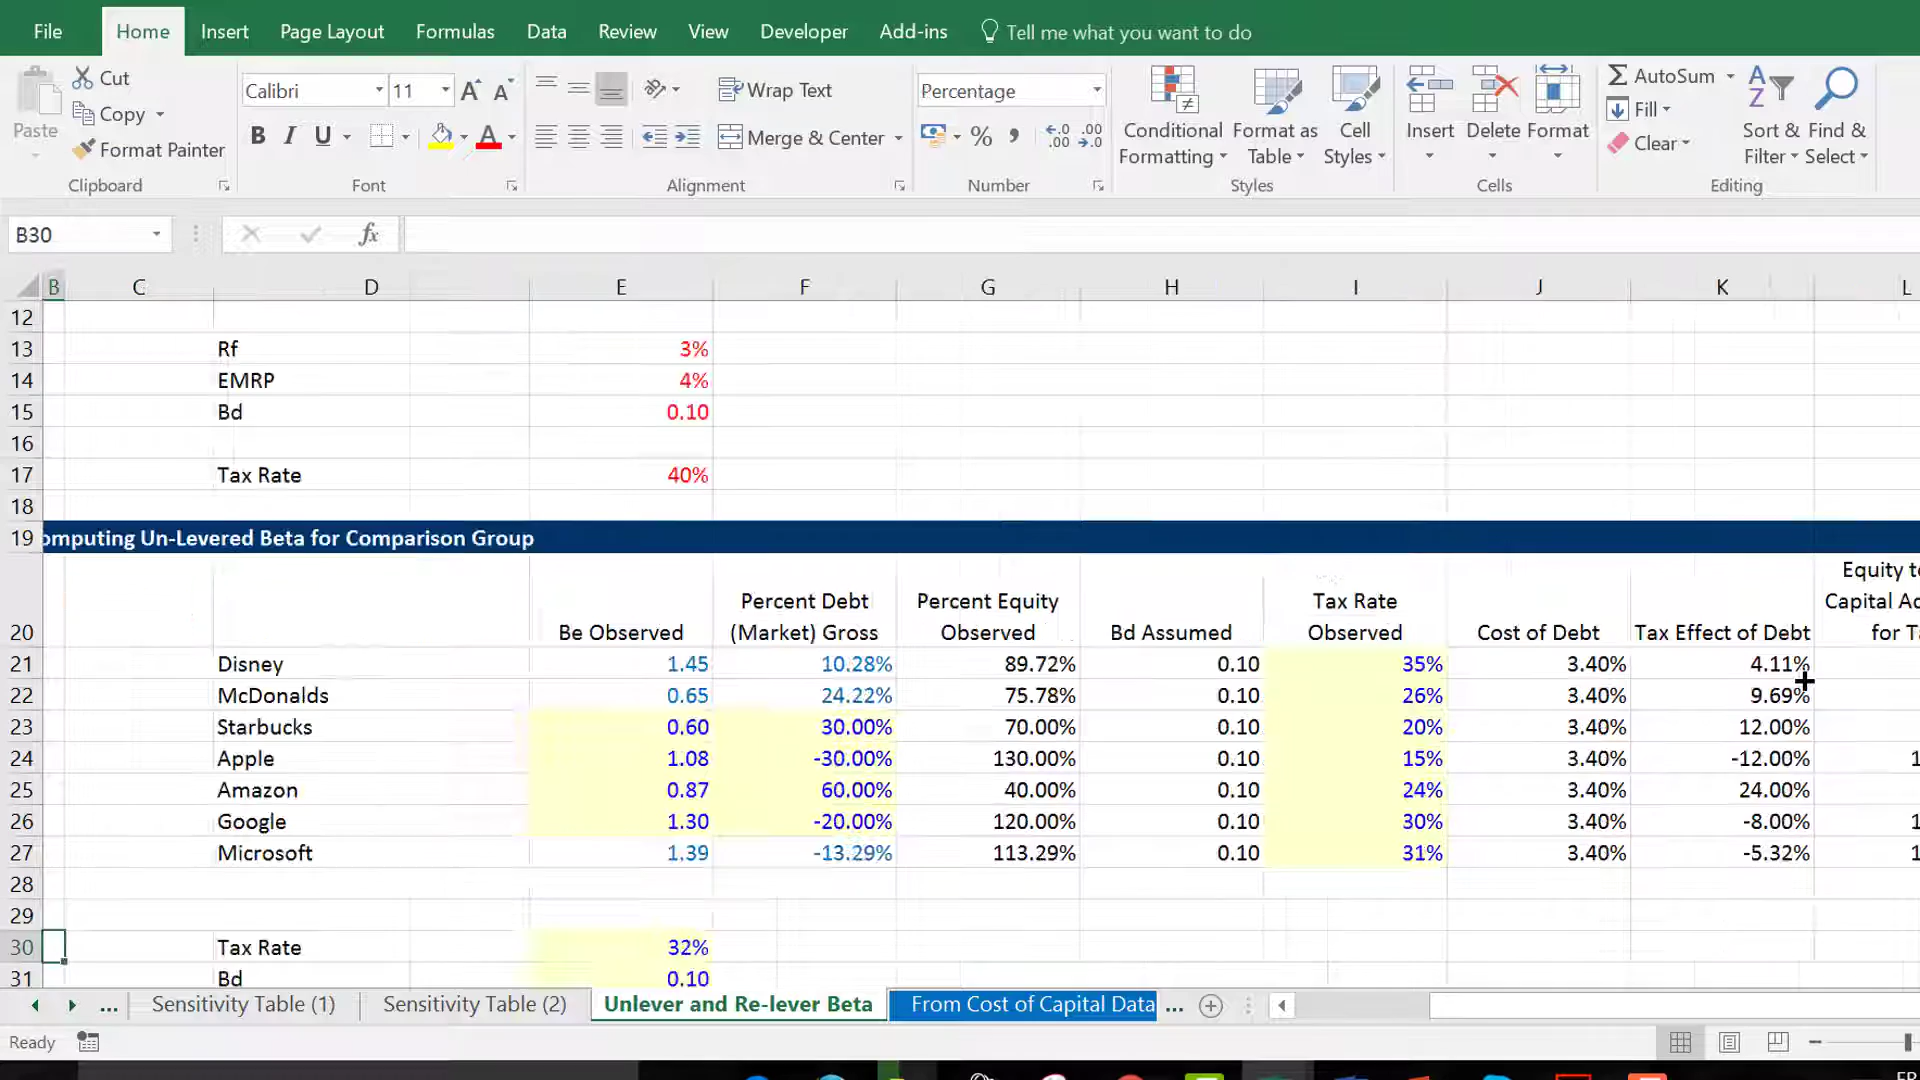 File Home Insert Page Layout Formulas Data Review View Developer Add-ins Tell me what you want to do
Paste Cut Copy Format Painter Clipboard
Calibri 11 B I U Font
Wrap Text Merge & Center Alignment
Percentage % Number
Conditional Formatting Format as Table Cell Styles Styles
Insert Delete Format Cells
AutoSum Fill Clear Sort & Filter Find & Select Editing
B30 fx
B C D E F G H I J K L
12
13 Rf 3%
14 EMRP 4%
15 Bd 0.10
16
17 Tax Rate 40%
18
19 omputing Un-Levered Beta for Comparison Group
Equity to
Percent Debt Percent Equity Tax Rate Capital Ad
20 Be Observed (Market) Gross Observed Bd Assumed Observed Cost of Debt Tax Effect of Debt for T
21 Disney 1.45 10.28% 89.72% 0.10 35% 3.40% 4.11%
22 McDonalds 0.65 24.22% 75.78% 0.10 26% 3.40% 9.69%
23 Starbucks 0.60 30.00% 70.00% 0.10 20% 3.40% 12.00%
24 Apple 1.08 -30.00% 130.00% 0.10 15% 3.40% -12.00% 1
25 Amazon 0.87 60.00% 40.00% 0.10 24% 3.40% 24.00%
26 Google 1.30 -20.00% 120.00% 0.10 30% 3.40% -8.00% 1
27 Microsoft 1.39 -13.29% 113.29% 0.10 31% 3.40% -5.32% 1
28
29
30 Tax Rate 32%
31 Bd 0.10
... Sensitivity Table (1) Sensitivity Table (2) Unlever and Re-lever Beta From Cost of Capital Data ...
Ready